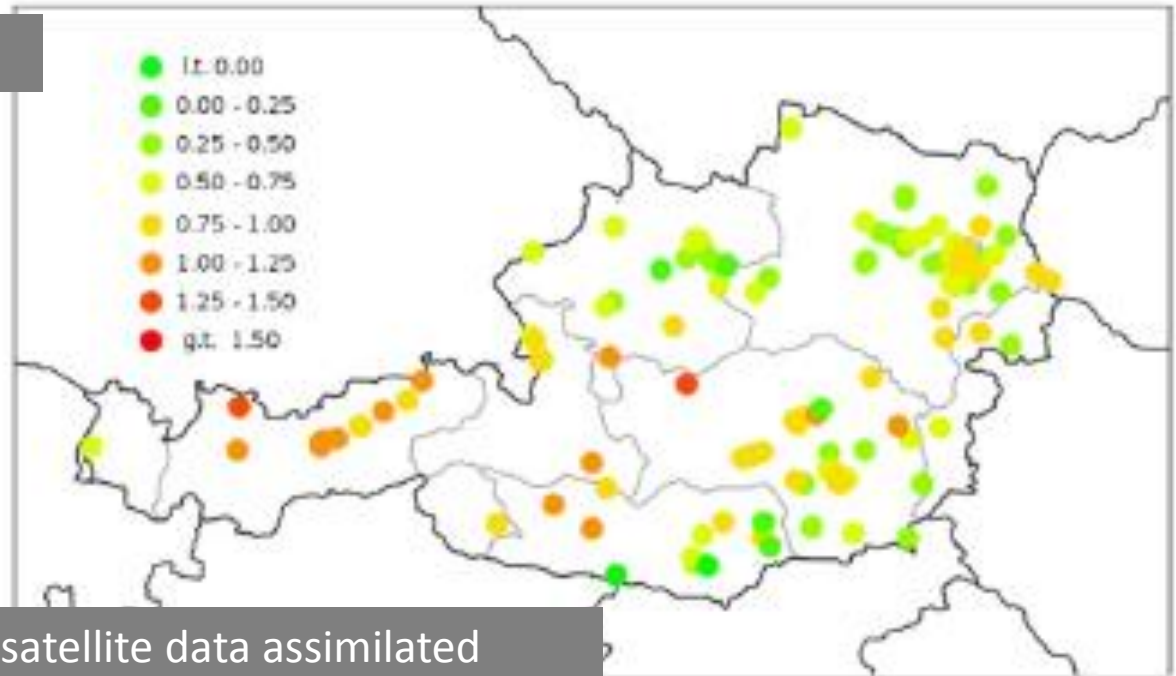 l.t. 0.00
0.00 - 0.25
0.25 - 0.50
0.50 - 0.75
0.75 - 1.00
1.00 - 1.25
1.25 - 1.50
g.t. 1.50
satellite data assimilated